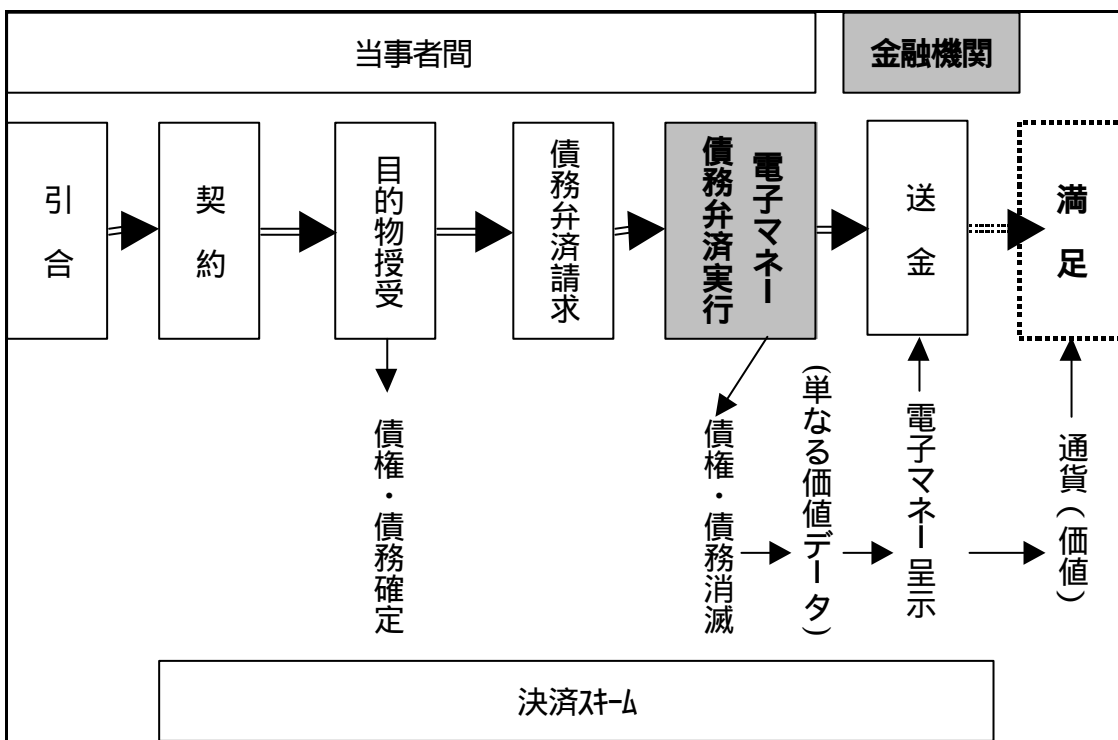 当事者間
金融機関
引合
契約
目的物授受
債務弁済請求
電子マネー
債務弁済実行
送金
満足
債権・債務確定
債権・債務消滅
(単なる価値データ)
電子マネー呈示
通貨(価値)
決済スキーム